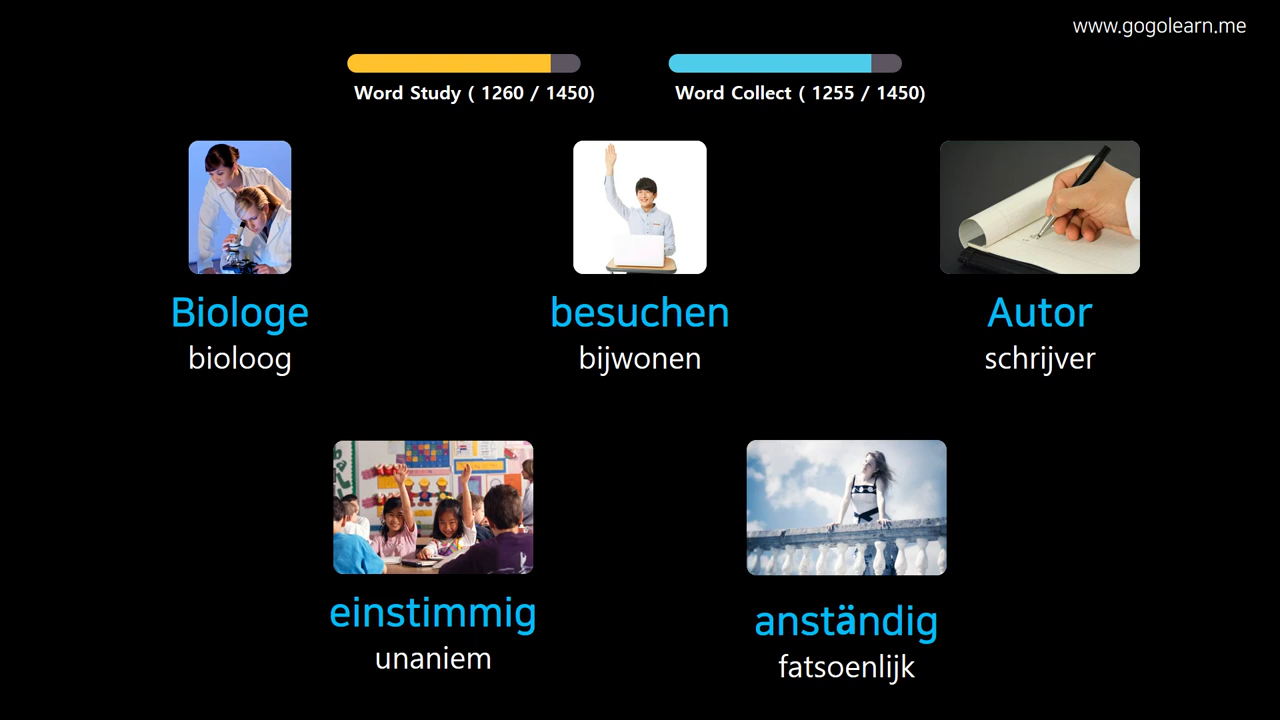 www.gogolearn.me
Word Study ( 1260 / 1450)
Word Collect ( 1255 / 1450)
Biologe
bioloog
besuchen
bijwonen
Autor
schrijver
einstimmig
unaniem
anständig
fatsoenlijk